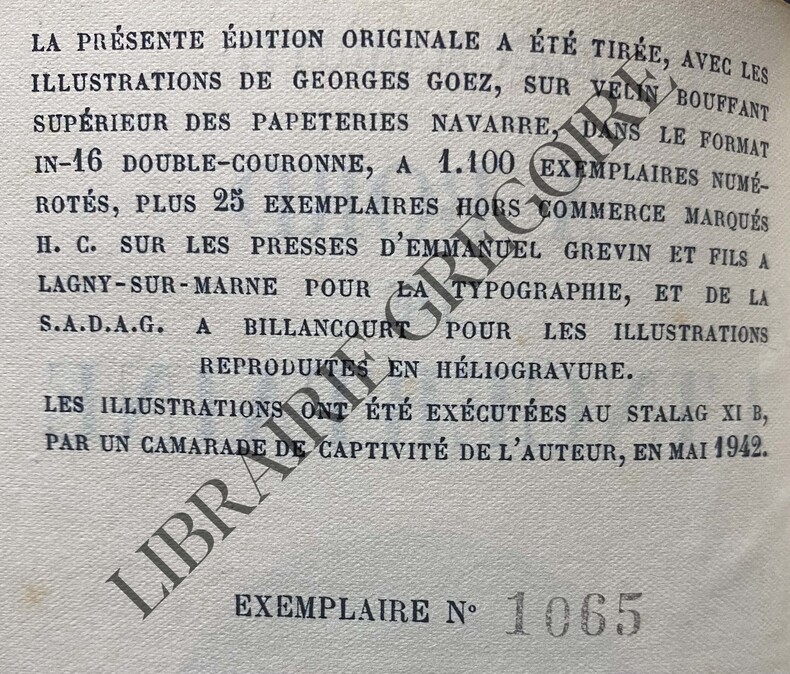 LA PRÉSENTE ÉDITION ORIGINALE A ÉTÉ TIRÉE, AVEC LES
ILLUSTRATIONS DE GEORGES GOEZ, SUR VELIN BOUFFANT
SUPÉRIEUR DES PAPETERIES NAVARRE, DANS LE FORMAT
IN-16 DOUBLE-COURONNE, A 1.100 EXEMPLAIRES NUMÉ-
ROTÉS, PLUS 25 EXEMPLAIRES HORS COMMERCE MARQUÉS
H. C. SUR LES PRESSES D'EMMANUEL GREVIN ET FILS A
LAGNY-SUR-MARNE POUR LA TYPOGRAPHIE, ET DE LA
S.A.D.A.G. A BILLANCOURT POUR LES ILLUSTRATIONS
REPRODUITES EN HÉLIOGRAVURE.
LES ILLUSTRATIONS ONT ÉTÉ EXÉCUTÉES AU STALAG XI B,
PAR UN CAMARADE DE CAPTIVITÉ DE L'AUTEUR, EN MAI 1942.
EXEMPLAIRE N° 1065
LIBRAIRIE GREGOIRE